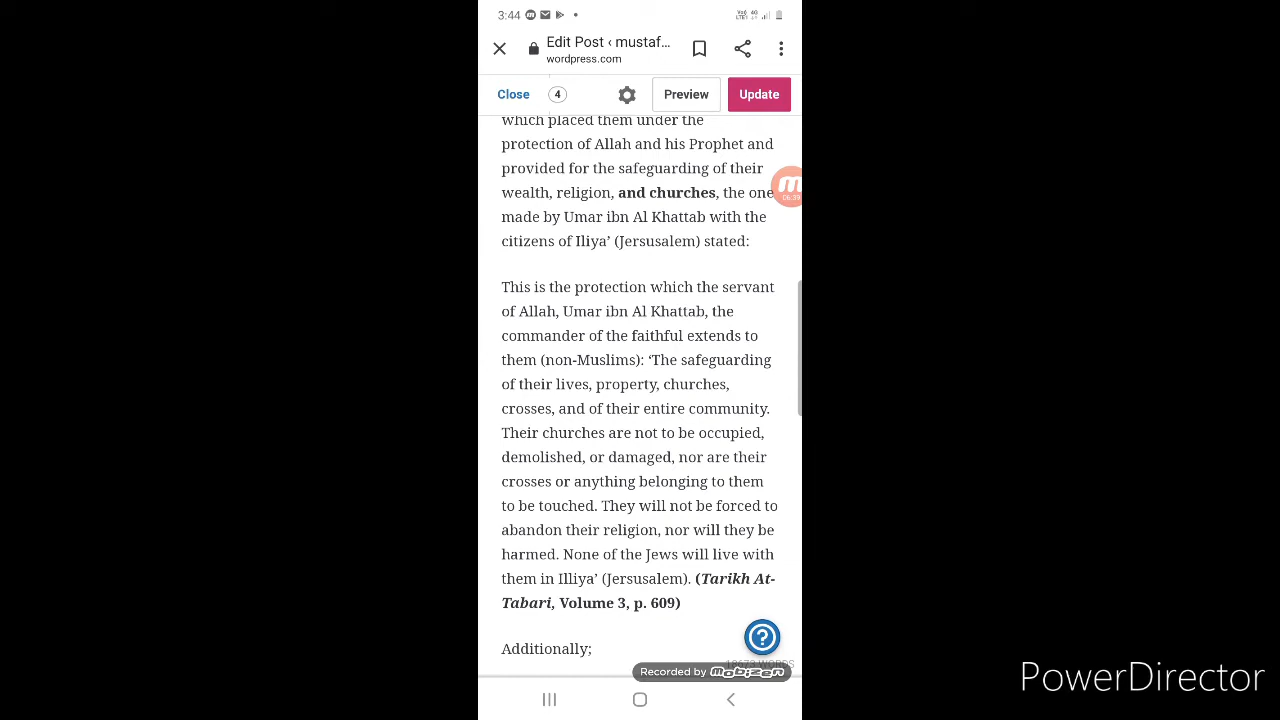 3:44
Edit Post ‹ mustaf...
wordpress.com
Close 4 Preview Update
which placed them under the
protection of Allah and his Prophet and
provided for the safeguarding of their
wealth, religion, and churches, the one
made by Umar ibn Al Khattab with the
citizens of Iliya’ (Jersusalem) stated:
06:39
This is the protection which the servant
of Allah, Umar ibn Al Khattab, the
commander of the faithful extends to
them (non-Muslims): ‘The safeguarding
of their lives, property, churches,
crosses, and of their entire community.
Their churches are not to be occupied,
demolished, or damaged, nor are their
crosses or anything belonging to them
to be touched. They will not be forced to
abandon their religion, nor will they be
harmed. None of the Jews will live with
them in Illiya’ (Jersusalem). (Tarikh At-
Tabari, Volume 3, p. 609)
Additionally;
18673 WORDS
Recorded by mobizen
PowerDirector